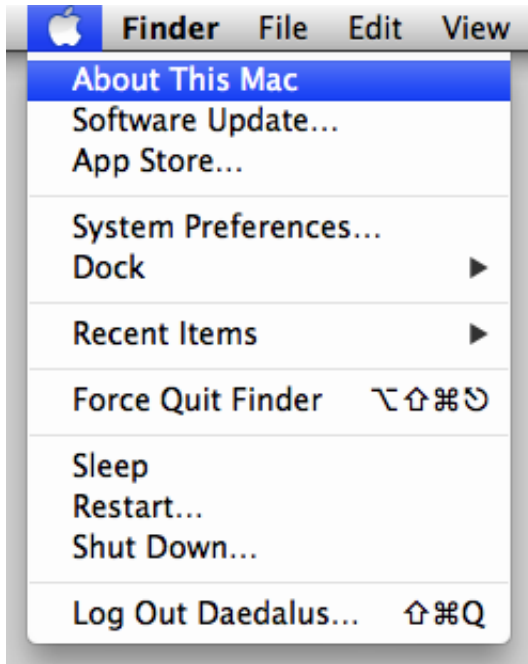 Finder File Edit View
About This Mac
Software Update...
App Store...
System Preferences...
Dock ▶
Recent Items ▶
Force Quit Finder ⌥⇧⌘⎋
Sleep
Restart...
Shut Down...
Log Out Daedalus... ⇧⌘Q